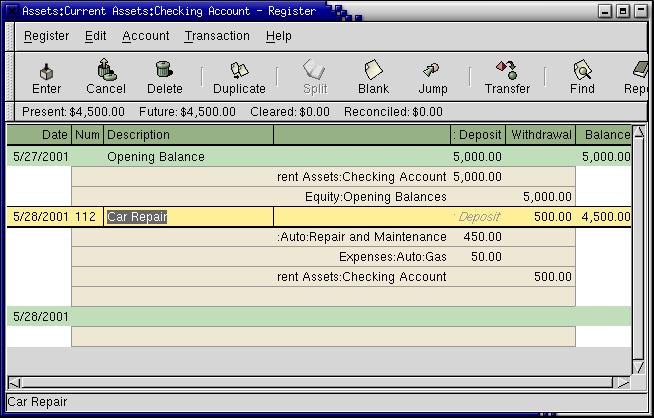 Assets:Current Assets:Checking Account - Register
Register Edit Account Transaction Help
Enter Cancel Delete Duplicate Split Blank Jump Transfer Find Repo
Present: $4,500.00 Future: $4,500.00 Cleared: $0.00 Reconciled: $0.00
Date Num Description : Deposit Withdrawal Balance
5/27/2001 Opening Balance 5,000.00 5,000.00
rent Assets:Checking Account 5,000.00
Equity:Opening Balances 5,000.00
5/28/2001 112 Car Repair Deposit 500.00 4,500.00
:Auto:Repair and Maintenance 450.00
Expenses:Auto:Gas 50.00
rent Assets:Checking Account 500.00
5/28/2001
Car Repair